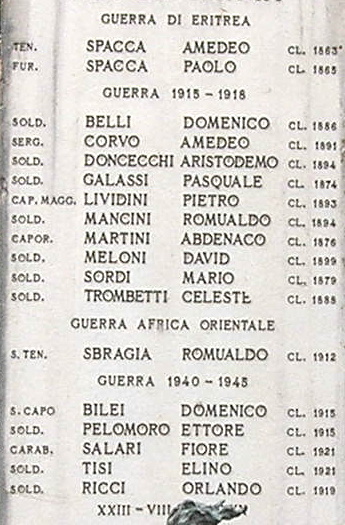 GUERRA DI ERITREA
TEN. SPACCA AMEDEO CL. 1863
FUR. SPACCA PAOLO CL. 1865
GUERRA 1915 - 1918
SOLD. BELLI DOMENICO CL. 1886
SERG. CORVO AMEDEO CL. 1891
SOLD. DONCECCHI ARISTODEMO CL. 1894
SOLD. GALASSI PASQUALE CL. 1874
CAP. MAGG. LIVIDINI PIETRO CL. 1893
SOLD. MANCINI ROMUALDO CL. 1894
CAPOR. MARTINI ABDENACO CL. 1876
SOLD. MELONI DAVID CL. 1899
SOLD. SORDI MARIO CL. 1879
SOLD. TROMBETTI CELESTE CL. 1888
GUERRA AFRICA ORIENTALE
S. TEN. SBRAGIA ROMUALDO CL. 1912
GUERRA 1940 - 1945
S. CAPO BILEI DOMENICO CL. 1915
SOLD. PELOMORO ETTORE CL. 1915
CARAB. SALARI FIORE CL. 1921
SOLD. TISI ELINO CL. 1921
SOLD. RICCI ORLANDO CL. 1919
XXIII - VIII